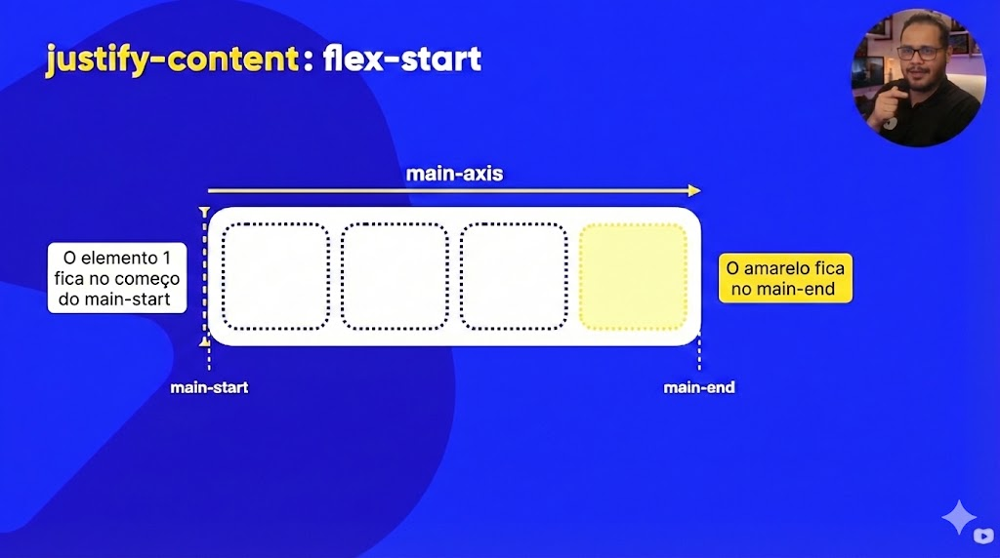 justify-content: flex-start
main-axis
O elemento 1
fica no começo
do main-start
O amarelo fica
no main-end
main-start
main-end